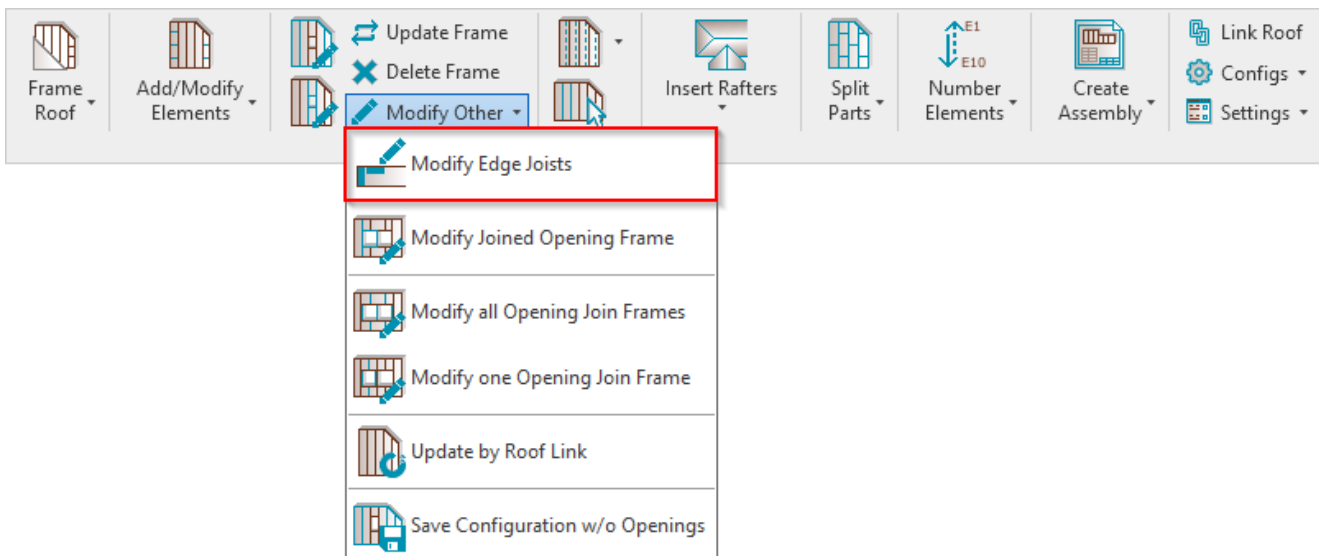 Frame
Roof
Add/Modify
Elements
Update Frame
Delete Frame
Modify Other
Insert Rafters
Split
Parts
E1
E10
Number
Elements
Create
Assembly
Link Roof
Configs
Settings
Modify Edge Joists
Modify Joined Opening Frame
Modify all Opening Join Frames
Modify one Opening Join Frame
Update by Roof Link
Save Configuration w/o Openings